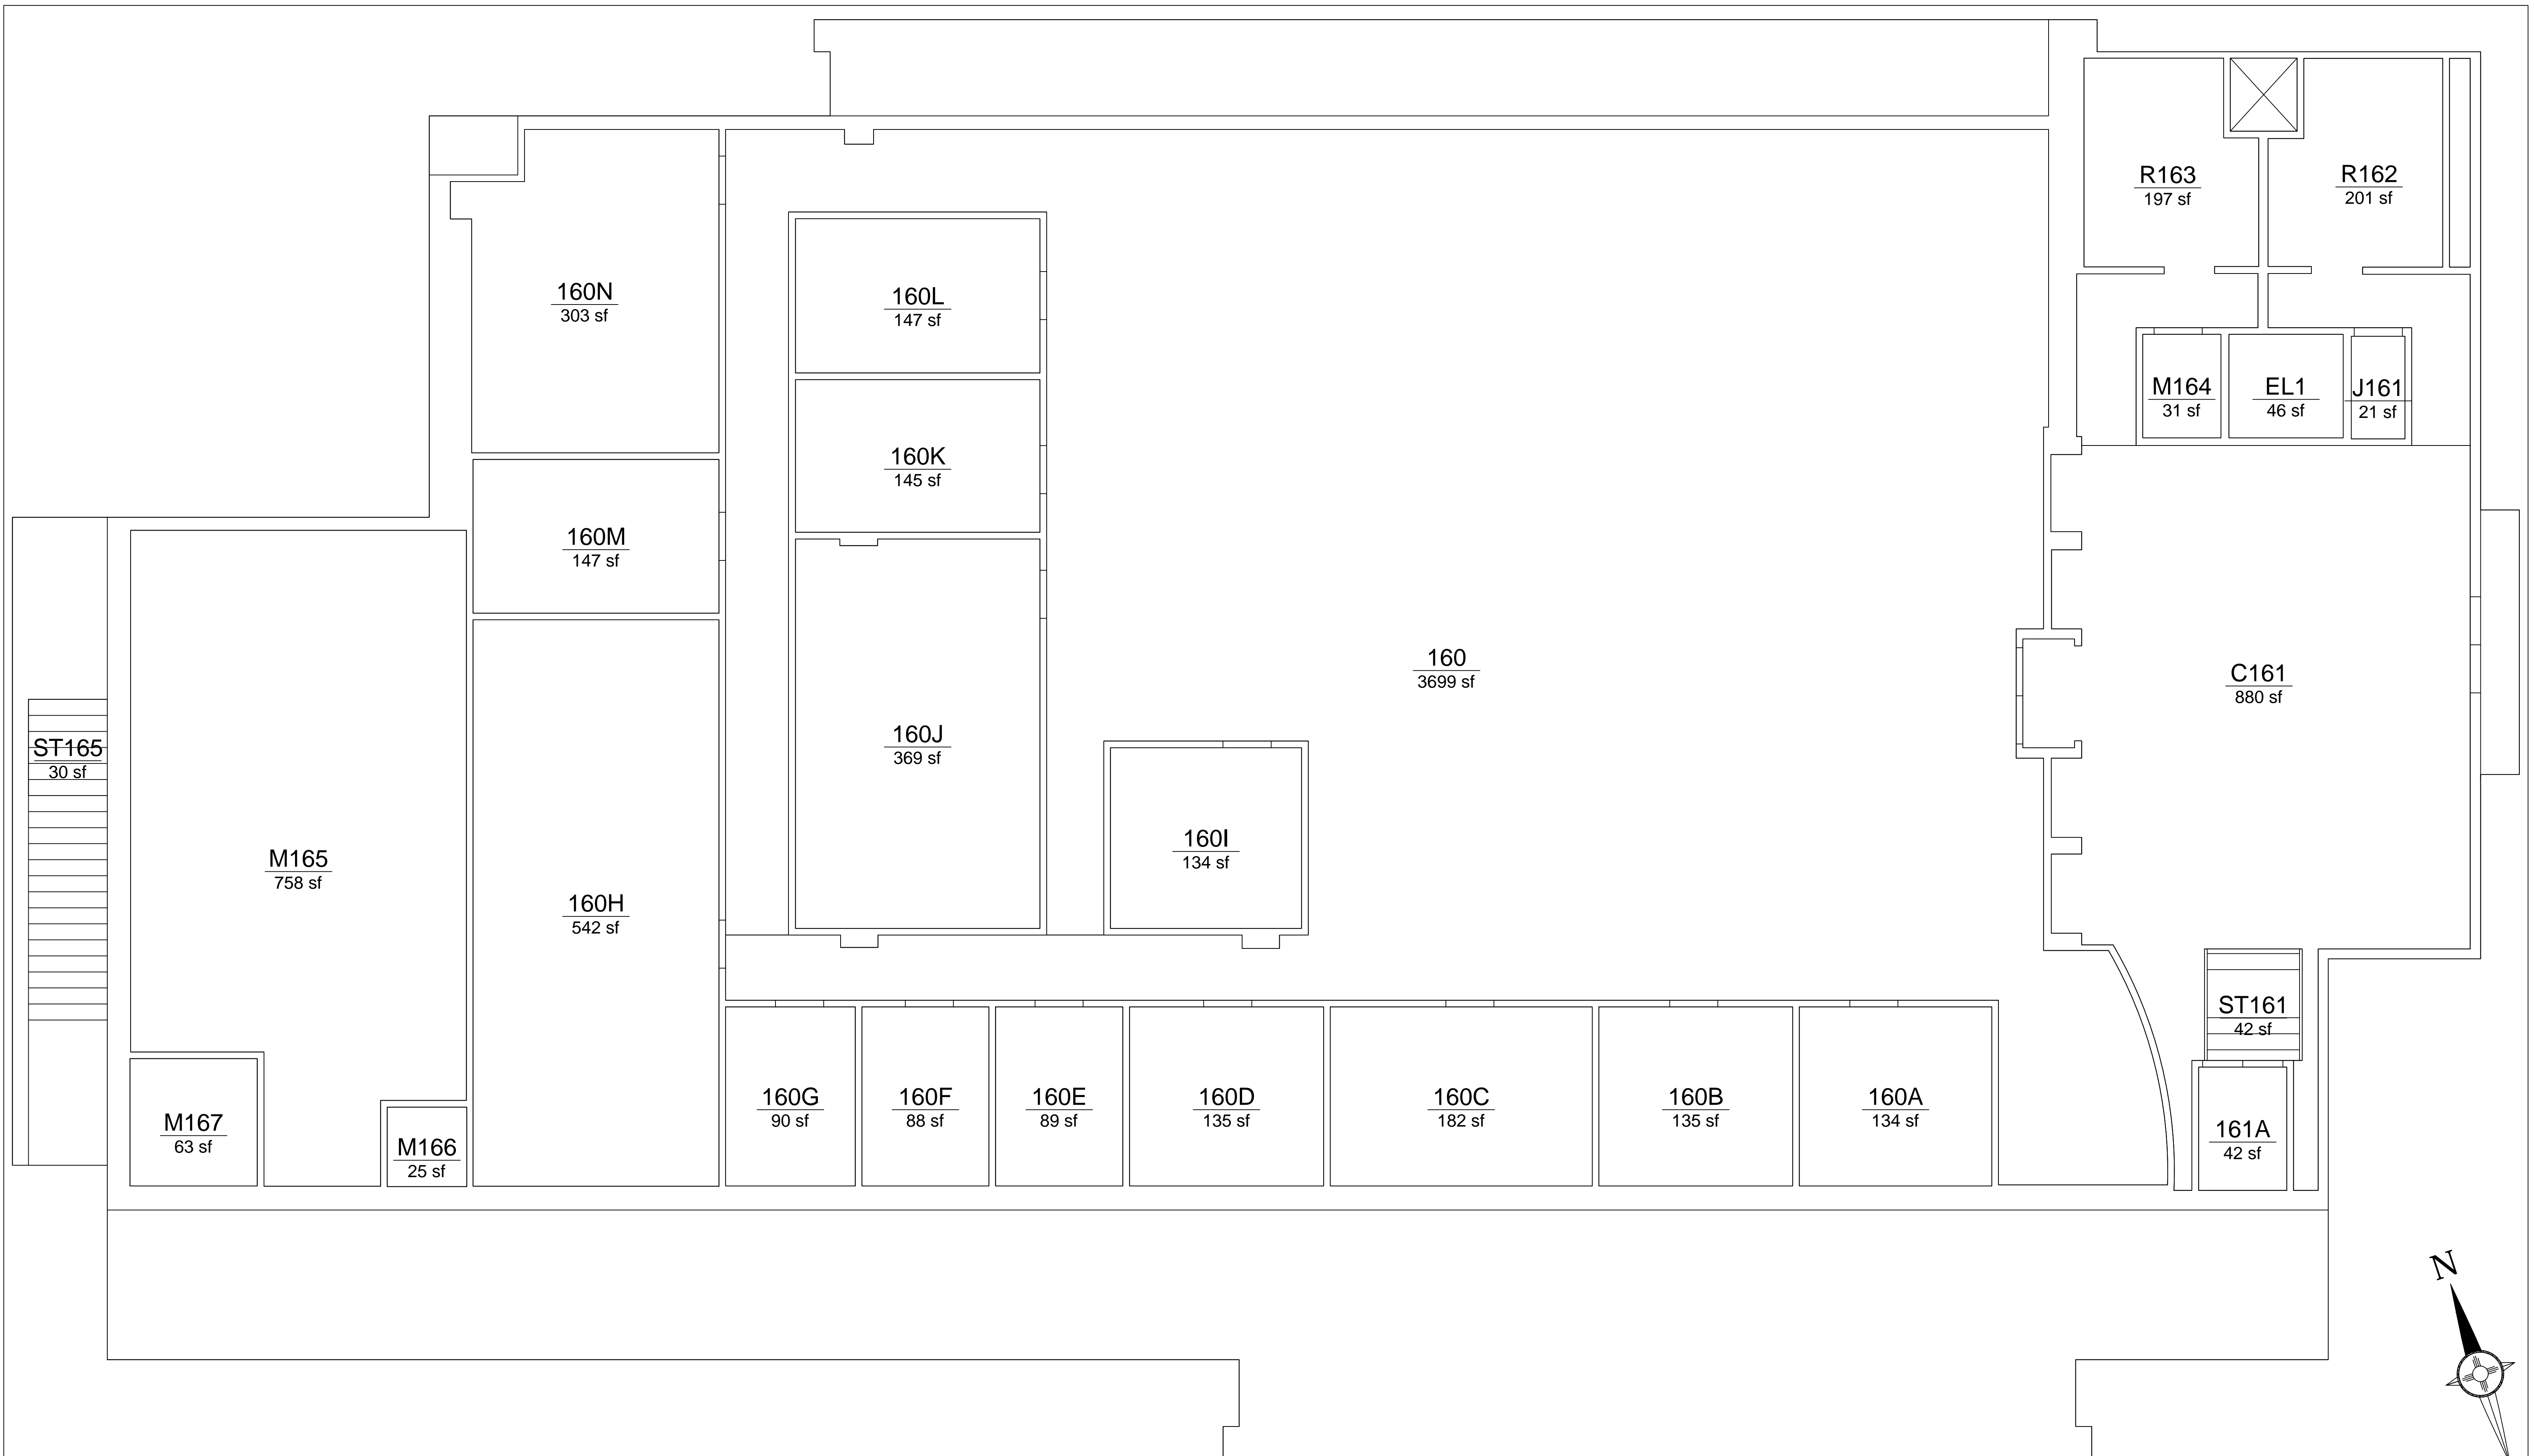 R163
197 sf
R162
201 sf
160N
303 sf
160L
147 sf
M164
31 sf
EL1
46 sf
J161
21 sf
160K
145 sf
160M
147 sf
160
3699 sf
C161
880 sf
160J
369 sf
ST165
30 sf
160I
134 sf
M165
758 sf
160H
542 sf
ST161
42 sf
160G
90 sf
160F
88 sf
160E
89 sf
160D
135 sf
160C
182 sf
160B
135 sf
160A
134 sf
M167
63 sf
161A
42 sf
M166
25 sf
N